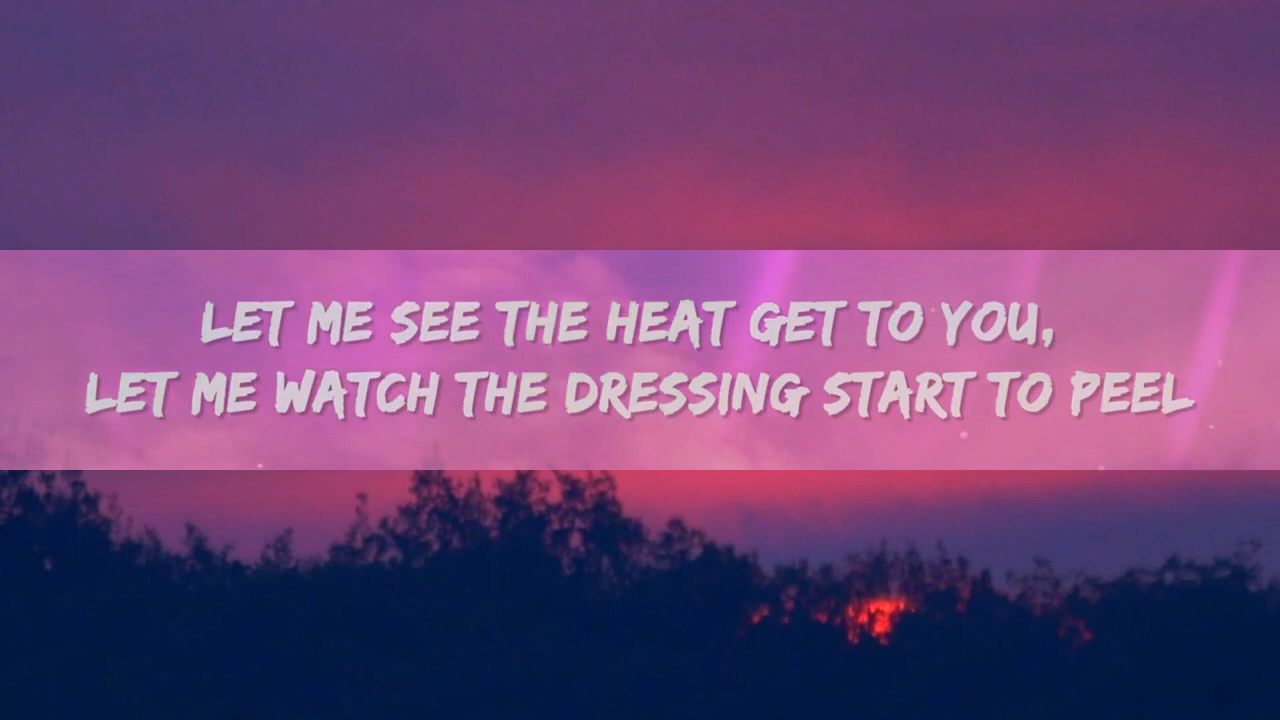 LET ME SEE THE HEAT GET TO YOU,
LET ME WATCH THE DRESSING START TO PEEL